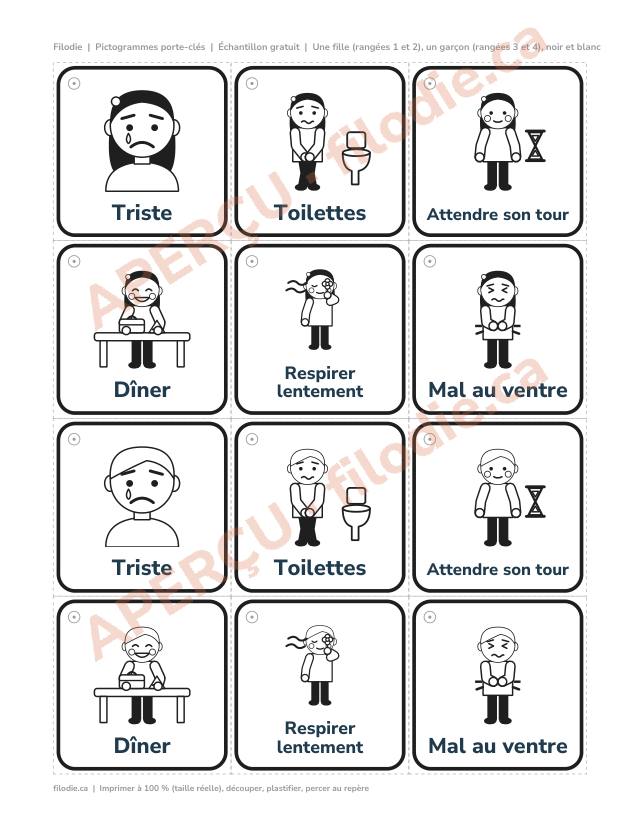 Filodie | Pictogrammes porte-clés | Échantillon gratuit | Une fille (rangées 1 et 2), un garçon (rangées 3 et 4), noir et blanc
Triste
Toilettes
Attendre son tour
Dîner
Respirer
lentement
Mal au ventre
Triste
Toilettes
Attendre son tour
Dîner
Respirer
lentement
Mal au ventre
APERÇU · filodie.ca
APERÇU · filodie.ca
filodie.ca | Imprimer à 100 % (taille réelle), découper, plastifier, percer au repère